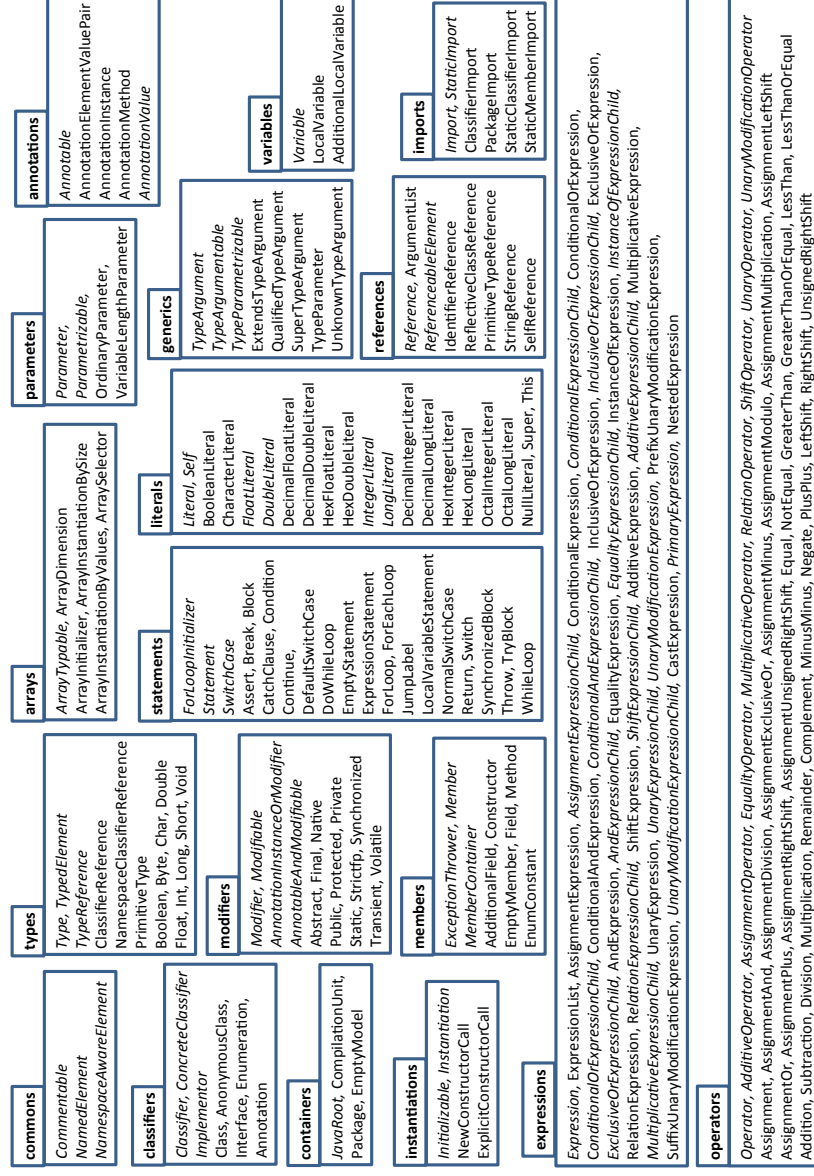 commons
Commentable
NamedElement
NamespaceAwareElement
types
Type, TypedElement
TypeReference
ClassifierReference
NamespaceClassifierReference
PrimitiveType
Boolean, Byte, Char, Double
Float, Int, Long, Short, Void
arrays
ArrayTypable, ArrayDimension
ArrayInitializer, ArrayInstantiationBySize
ArrayInstantiationByValues, ArraySelector
parameters
Parameter,
Parametrizable,
OrdinaryParameter,
VariableLengthParameter
annotations
Annotable
AnnotationElementValuePair
AnnotationInstance
AnnotationMethod
AnnotationValue
classifiers
Classifier, ConcreteClassifier
Implementor
Class, AnonymousClass,
Interface, Enumeration,
Annotation
modifiers
Modifier, Modifiable
AnnotationInstanceOrModifier
AnnotableAndModifiable
Abstract, Final, Native
Public, Protected, Private
Static, Strictfp, Synchronized
Transient, Volatile
statements
ForLoopInitializer
Statement
SwitchCase
Assert, Break, Block
CatchClause, Condition
Continue,
DefaultSwitchCase
DoWhileLoop
EmptyStatement
ExpressionStatement
ForLoop, ForEachLoop
JumpLabel
LocalVariableStatement
NormalSwitchCase
Return, Switch
SynchronizedBlock
Throw, TryBlock
WhileLoop
literals
Literal, Self
BooleanLiteral
CharacterLiteral
FloatLiteral
DoubleLiteral
DecimalFloatLiteral
DecimalDoubleLiteral
HexFloatLiteral
HexDoubleLiteral
IntegerLiteral
LongLiteral
DecimalIntegerLiteral
DecimalLongLiteral
HexIntegerLiteral
HexLongLiteral
OctalIntegerLiteral
OctalLongLiteral
NullLiteral, Super, This
generics
TypeArgument
TypeArgumentable
TypeParametrizable
ExtendsTypeArgument
QualifiedTypeArgument
SuperTypeArgument
TypeParameter
UnknownTypeArgument
variables
Variable
LocalVariable
AdditionalLocalVariable
containers
JavaRoot, CompilationUnit,
Package, EmptyModel
members
ExceptionThrower, Member
MemberContainer
AdditionalField, Constructor
EmptyMember, Field, Method
EnumConstant
references
Reference, ArgumentList
ReferenceableElement
IdentifierReference
ReflectiveClassReference
PrimitiveTypeReference
StringReference
SelfReference
imports
Import, StaticImport
ClassifierImport
PackageImport
StaticClassifierImport
StaticMemberImport
instantiations
Initializable, Instantiation
NewConstructorCall
ExplicitConstructorCall
expressions
Expression, ExpressionList, AssignmentExpression, AssignmentExpressionChild, ConditionalExpression, ConditionalExpressionChild, ConditionalOrExpression,
ConditionalOrExpressionChild, ConditionalAndExpression, ConditionalAndExpressionChild, InclusiveOrExpression, InclusiveOrExpressionChild, ExclusiveOrExpression,
ExclusiveOrExpressionChild, AndExpression, AndExpressionChild, EqualityExpression, EqualityExpressionChild, InstanceOfExpression, InstanceOfExpressionChild,
RelationExpression, RelationExpressionChild, ShiftExpression, ShiftExpressionChild, AdditiveExpression, AdditiveExpressionChild, MultiplicativeExpression,
MultiplicativeExpressionChild, UnaryExpression, UnaryExpressionChild, UnaryModificationExpression, PrefixUnaryModificationExpression,
SuffixUnaryModificationExpression, UnaryModificationExpressionChild, CastExpression, PrimaryExpression, NestedExpression
operators
Operator, AdditiveOperator, AssignmentOperator, EqualityOperator, MultiplicativeOperator, RelationOperator, ShiftOperator, UnaryOperator, UnaryModificationOperator
Assignment, AssignmentAnd, AssignmentDivision, AssignmentExclusiveOr, AssignmentMinus, AssignmentModulo, AssignmentMultiplication, AssignmentLeftShift
AssignmentOr, AssignmentPlus, AssignmentRightShift, AssignmentUnsignedRightShift, Equal, NotEqual, GreaterThan, GreaterThanOrEqual, LessThan, LessThanOrEqual
Addition, Subtraction, Division, Multiplication, Remainder, Complement, MinusMinus, Negate, PlusPlus, LeftShift, RightShift, UnsignedRightShift